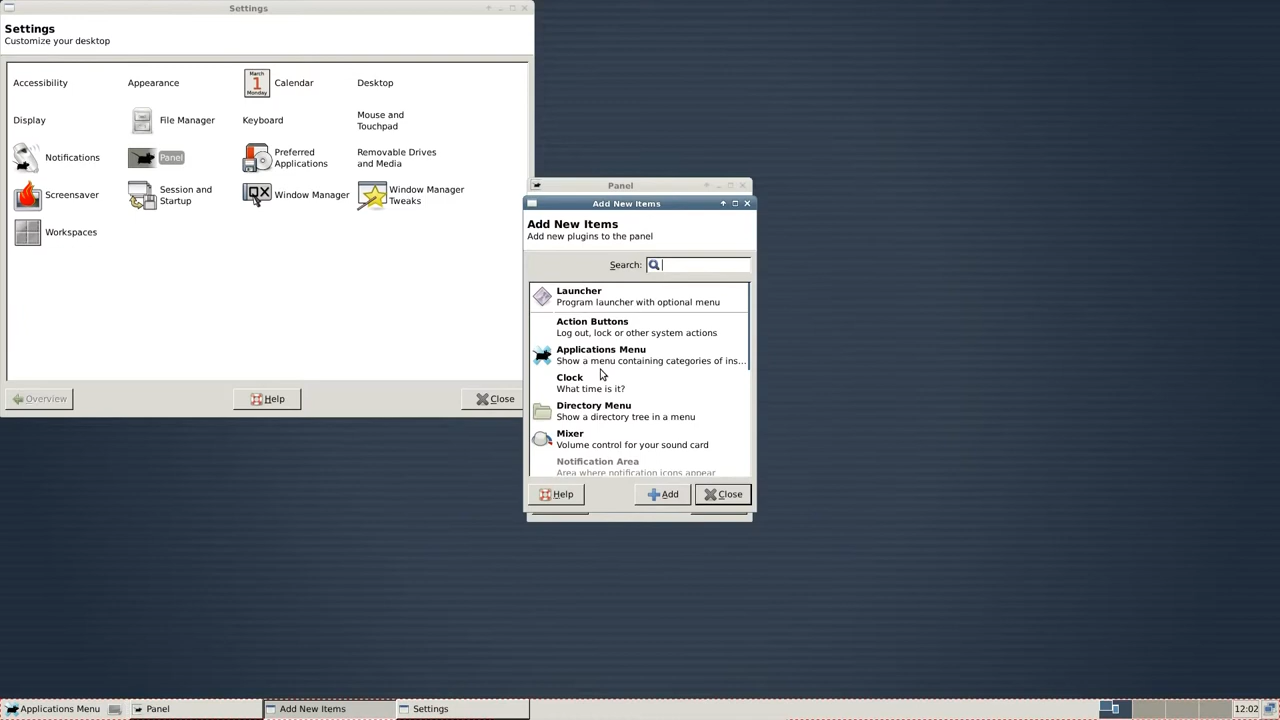 Settings
Settings
Customize your desktop
Accessibility
Appearance
March
1
Monday
Calendar
Desktop
Display
File Manager
Keyboard
Mouse and
Touchpad
Notifications
Panel
Preferred
Applications
Removable Drives
and Media
Screensaver
Session and
Startup
Window Manager
Window Manager
Tweaks
Workspaces
Overview
Help
Close
Panel
Add New Items
Add New Items
Add new plugins to the panel
Search:
Launcher
Program launcher with optional menu
Action Buttons
Log out, lock or other system actions
Applications Menu
Show a menu containing categories of ins...
Clock
What time is it?
Directory Menu
Show a directory tree in a menu
Mixer
Volume control for your sound card
Notification Area
Area where notification icons appear
Help
Add
Close
Applications Menu
Panel
Add New Items
Settings
12:02